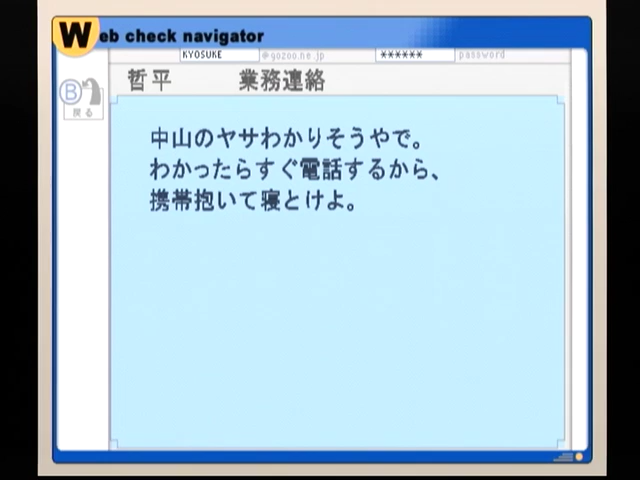 Web check navigator
KYOSUKE @gozoo.ne.jp ****** password
哲平 業務連絡
B
戻る
中山のヤサわかりそうやで。
わかったらすぐ電話するから、
携帯抱いて寝とけよ。